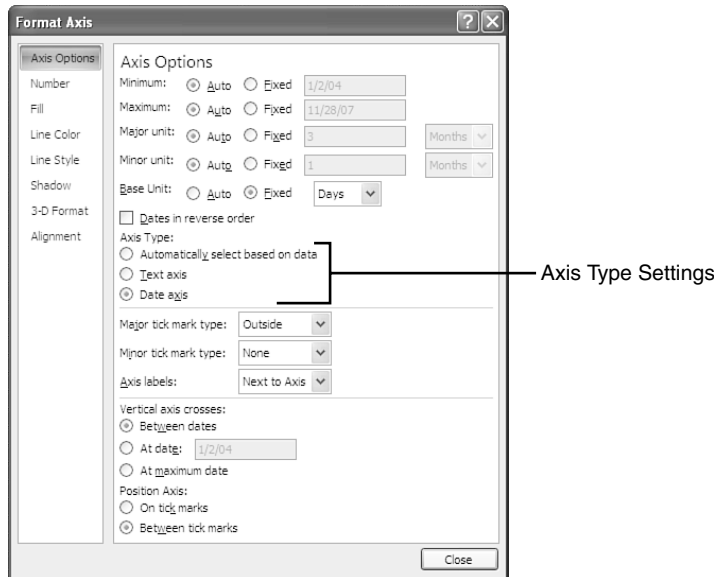 Format Axis
Axis Options
Number
Fill
Line Color
Line Style
Shadow
3-D Format
Alignment
Axis Options
Minimum: Auto Fixed 1/2/04
Maximum: Auto Fixed 11/28/07
Major unit: Auto Fixed 3 Months
Minor unit: Auto Fixed 1 Months
Base Unit: Auto Fixed Days
Dates in reverse order
Axis Type:
Automatically select based on data
Text axis
Date axis
Axis Type Settings
Major tick mark type: Outside
Minor tick mark type: None
Axis labels: Next to Axis
Vertical axis crosses:
Between dates
At date: 1/2/04
At maximum date
Position Axis:
On tick marks
Between tick marks
Close